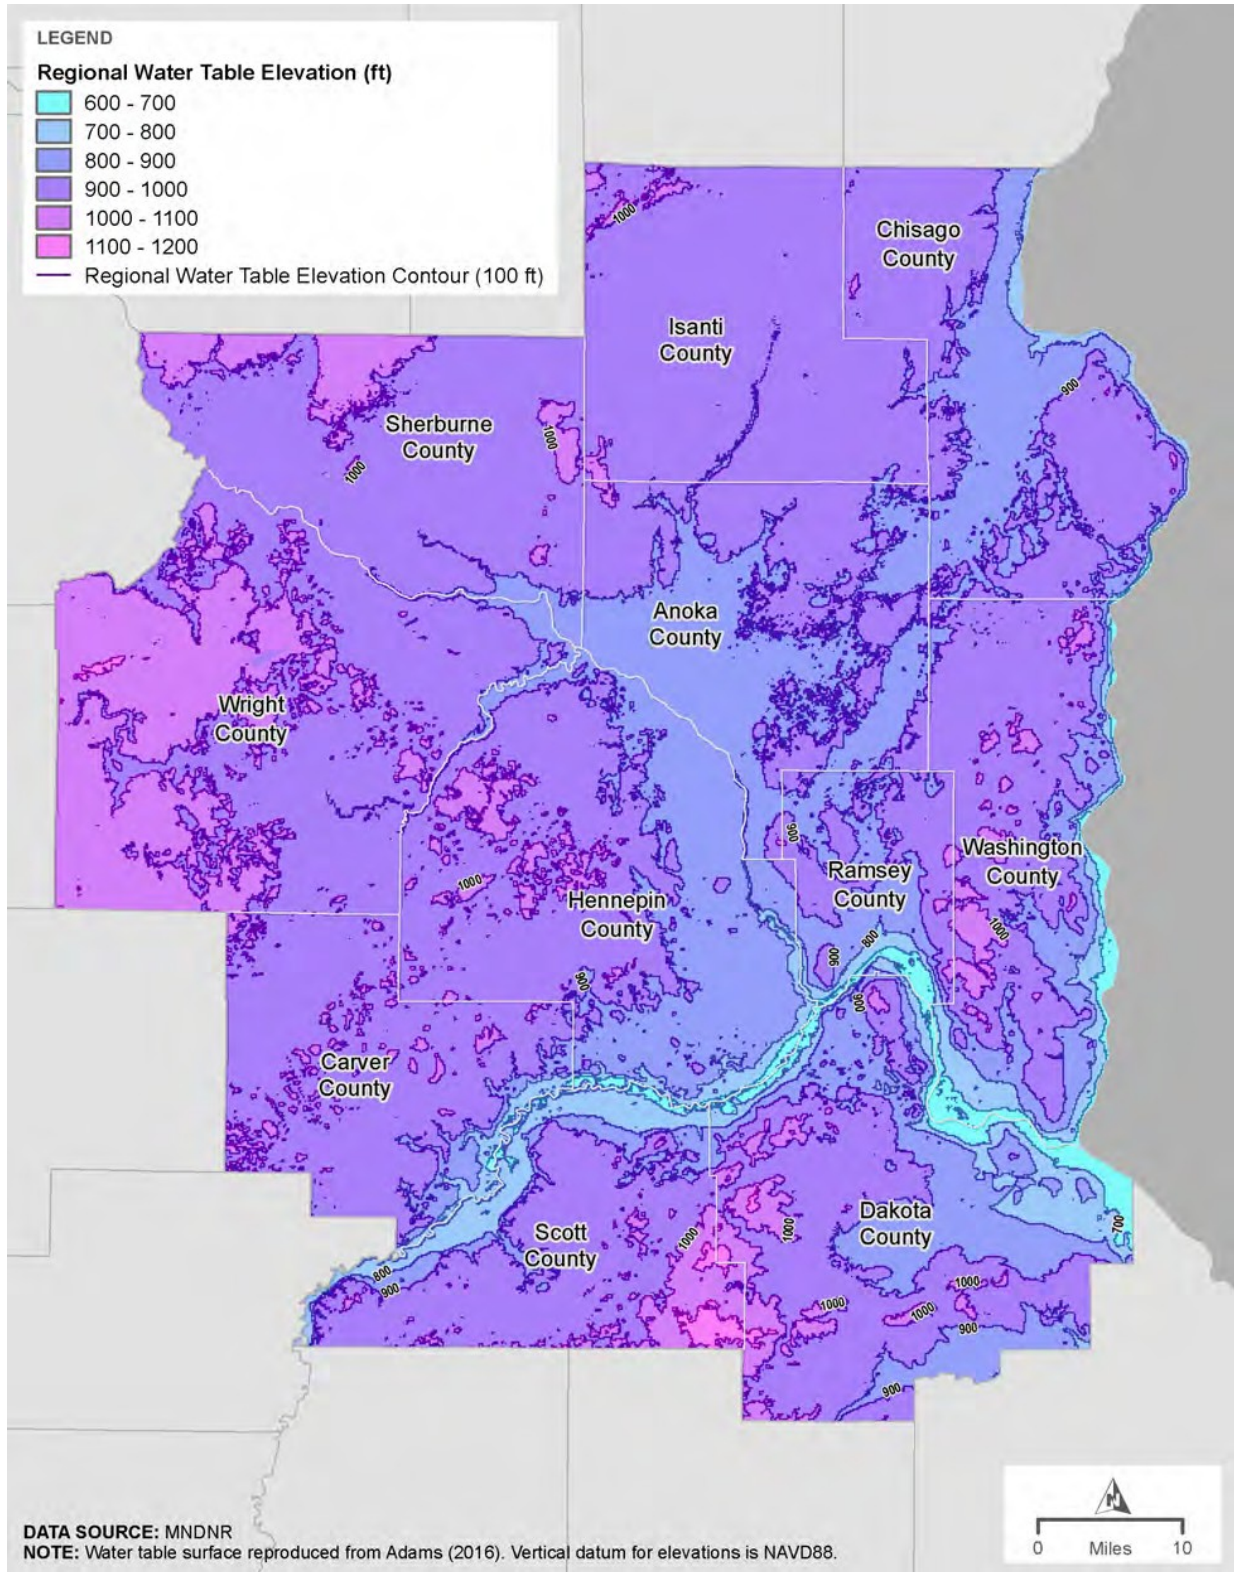 LEGEND
Regional Water Table Elevation (ft)
600 - 700
700 - 800
800 - 900
900 - 1000
1000 - 1100
1100 - 1200
Regional Water Table Elevation Contour (100 ft)
1000
Chisago
County
Isanti
County
900
Sherburne
County
1000
1000
Anoka
County
Wright
County
900
Washington
County
Ramsey
County
1000
Hennepin
County
1000
800
900
900
900
Carver
County
Dakota
County
700
Scott
County
1000
1000
800
900
1000
1000
1000
900
900
N
0 Miles 10
DATA SOURCE: MNDNR
NOTE: Water table surface reproduced from Adams (2016). Vertical datum for elevations is NAVD88.